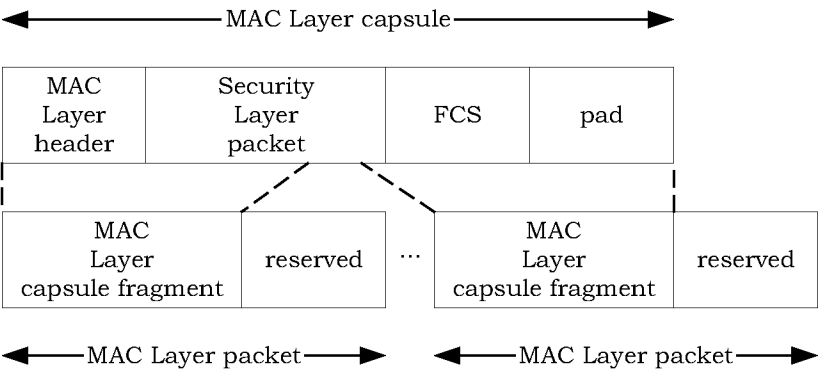 MAC Layer capsule
MAC
Layer
header
Security
Layer
packet
FCS
pad
MAC
Layer
capsule fragment
reserved
...
MAC
Layer
capsule fragment
reserved
MAC Layer packet
MAC Layer packet